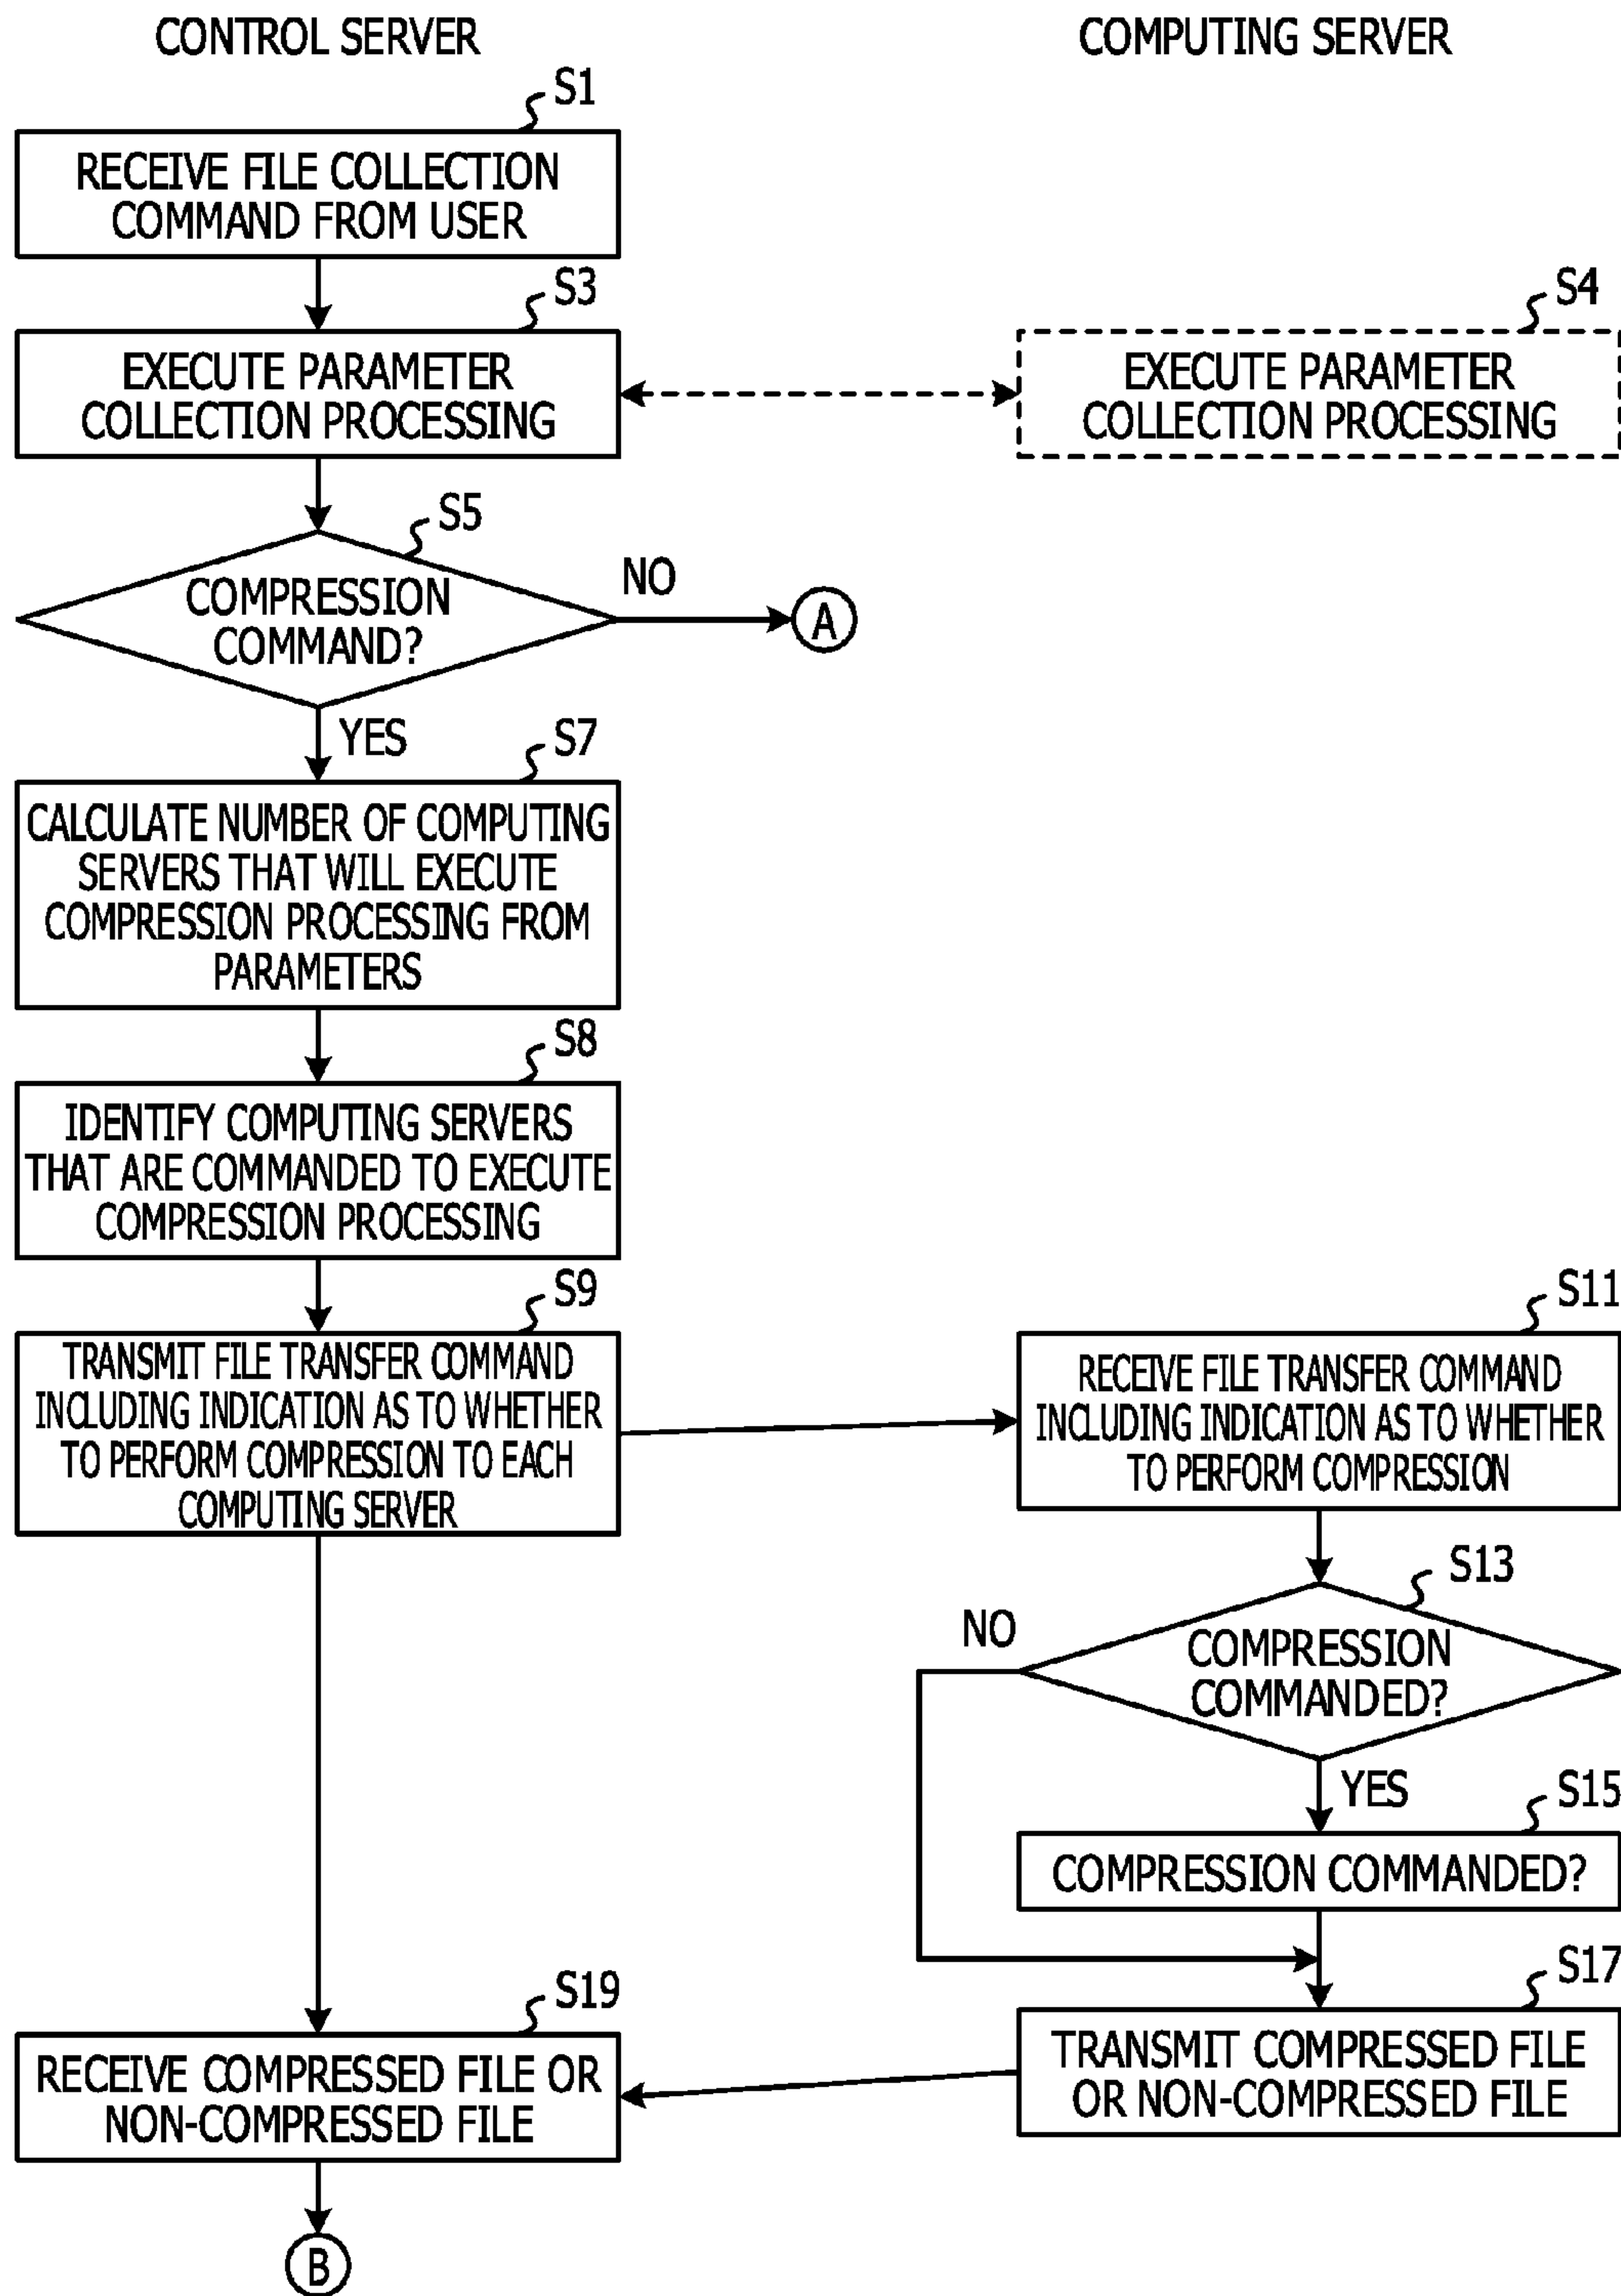 CONTROL SERVER
COMPUTING SERVER
S1
RECEIVE FILE COLLECTION
COMMAND FROM USER
S3
EXECUTE PARAMETER
COLLECTION PROCESSING
S4
EXECUTE PARAMETER
COLLECTION PROCESSING
S5
COMPRESSION
COMMAND?
NO
A
YES
S7
CALCULATE NUMBER OF COMPUTING
SERVERS THAT WILL EXECUTE
COMPRESSION PROCESSING FROM
PARAMETERS
S8
IDENTIFY COMPUTING SERVERS
THAT ARE COMMANDED TO EXECUTE
COMPRESSION PROCESSING
S9
TRANSMIT FILE TRANSFER COMMAND
INCLUDING INDICATION AS TO WHETHER
TO PERFORM COMPRESSION TO EACH
COMPUTING SERVER
S11
RECEIVE FILE TRANSFER COMMAND
INCLUDING INDICATION AS TO WHETHER
TO PERFORM COMPRESSION
S13
COMPRESSION
COMMANDED?
NO
YES
S15
COMPRESSION COMMANDED?
S17
TRANSMIT COMPRESSED FILE
OR NON-COMPRESSED FILE
S19
RECEIVE COMPRESSED FILE OR
NON-COMPRESSED FILE
B